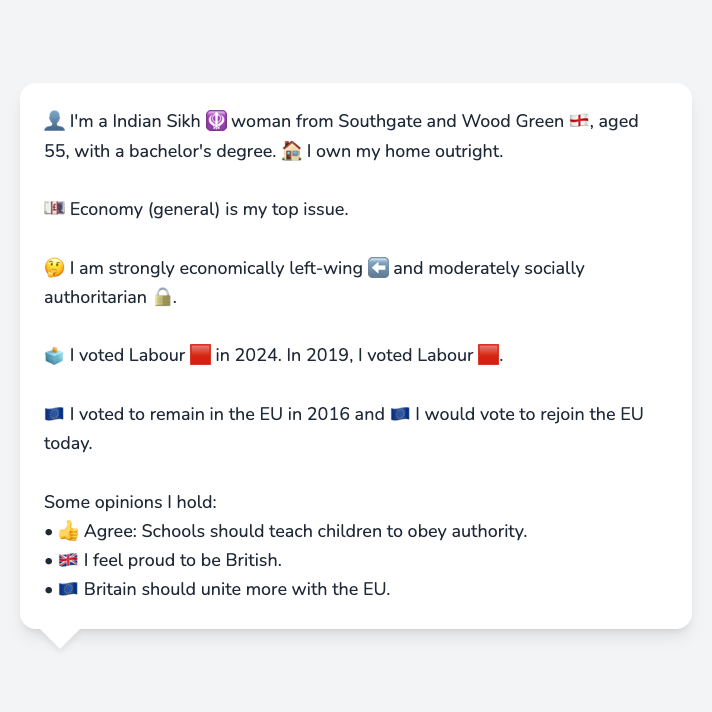 👤 I'm a Indian Sikh 🪯 woman from Southgate and Wood Green 🏴󠁧󠁢󠁥󠁮󠁧󠁿, aged
55, with a bachelor's degree. 🏠 I own my home outright.
💷 Economy (general) is my top issue.
🤔 I am strongly economically left-wing ⬅️ and moderately socially
authoritarian 🔒.
🗳️ I voted Labour 🟥 in 2024. In 2019, I voted Labour 🟥.
🇪🇺 I voted to remain in the EU in 2016 and 🇪🇺 I would vote to rejoin the EU
today.
Some opinions I hold:
• 👍 Agree: Schools should teach children to obey authority.
• 🇬🇧 I feel proud to be British.
• 🇪🇺 Britain should unite more with the EU.